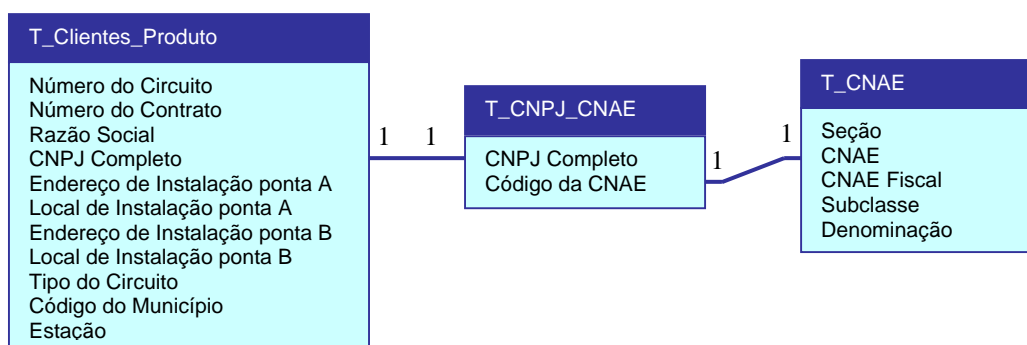 T_Clientes_Produto
Número do Circuito
Número do Contrato
Razão Social
CNPJ Completo
Endereço de Instalação ponta A
Local de Instalação ponta A
Endereço de Instalação ponta B
Local de Instalação ponta B
Tipo do Circuito
Código do Município
Estação
1 1
T_CNPJ_CNAE
CNPJ Completo
Código da CNAE
1
1
T_CNAE
Seção
CNAE
CNAE Fiscal
Subclasse
Denominação